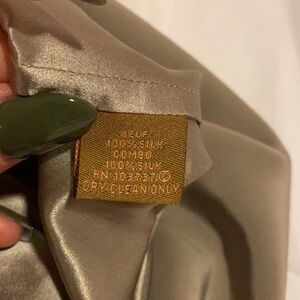 SELF:
100% SILK
COMBO:
100% SILK
RN 103737 Ⓟ
DRY CLEAN ONLY